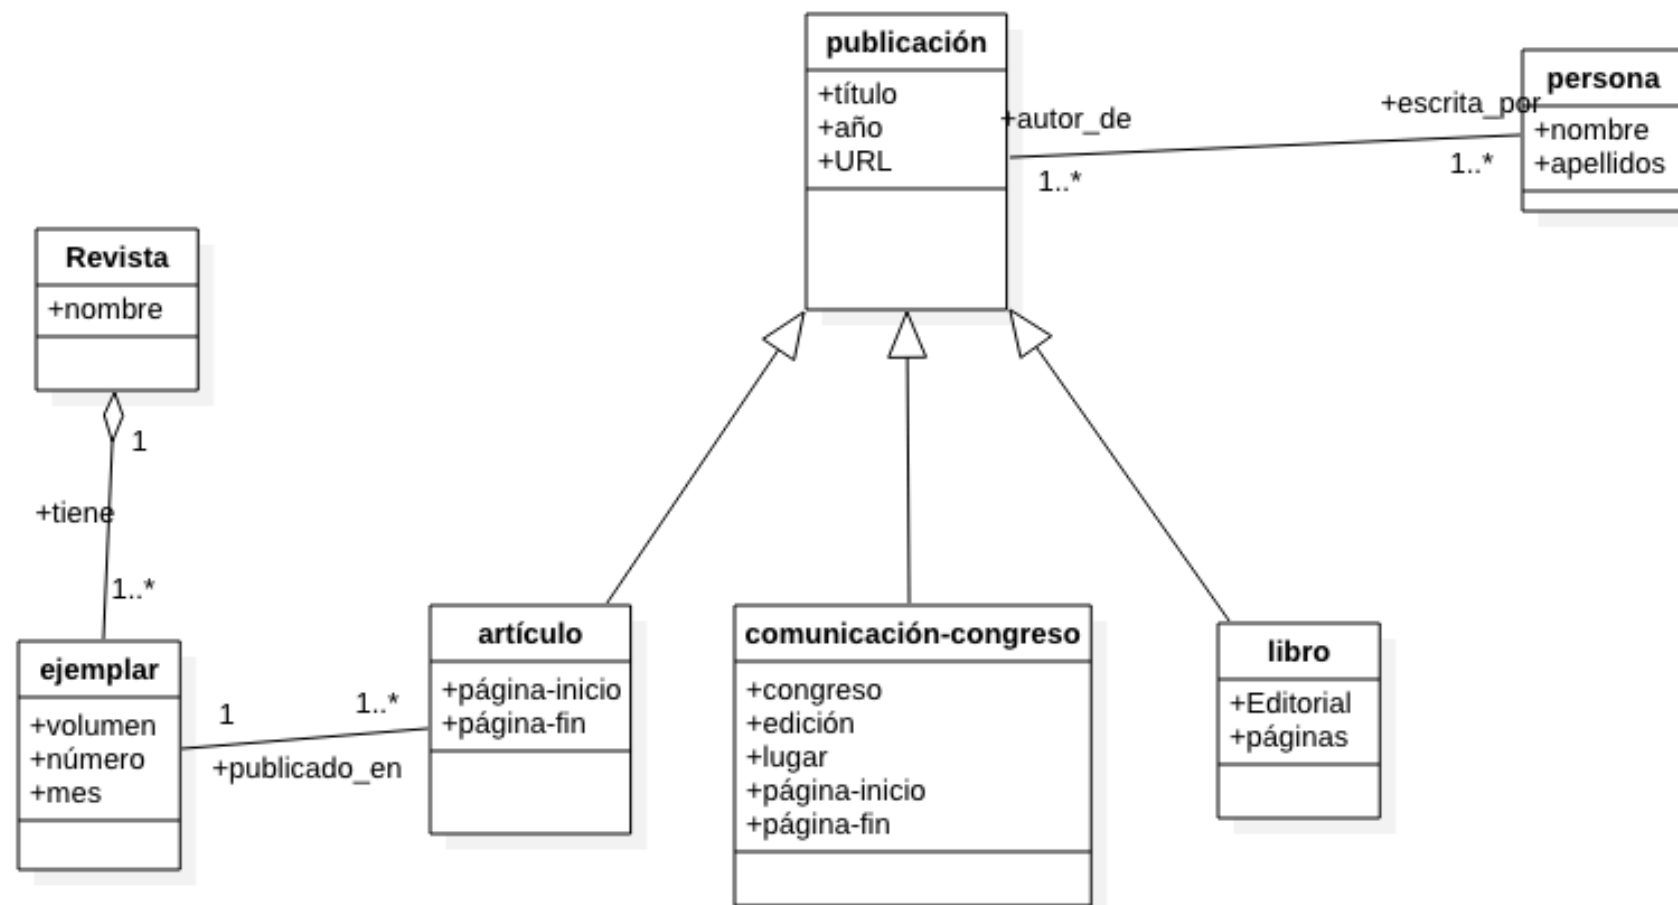 publicación
+título
+año
+URL
+autor_de
1..*
+escrita_por
1..*
persona
+nombre
+apellidos
Revista
+nombre
1
+tiene
1..*
ejemplar
+volumen
+número
+mes
1
1..*
+publicado_en
artículo
+página-inicio
+página-fin
comunicación-congreso
+congreso
+edición
+lugar
+página-inicio
+página-fin
libro
+Editorial
+páginas